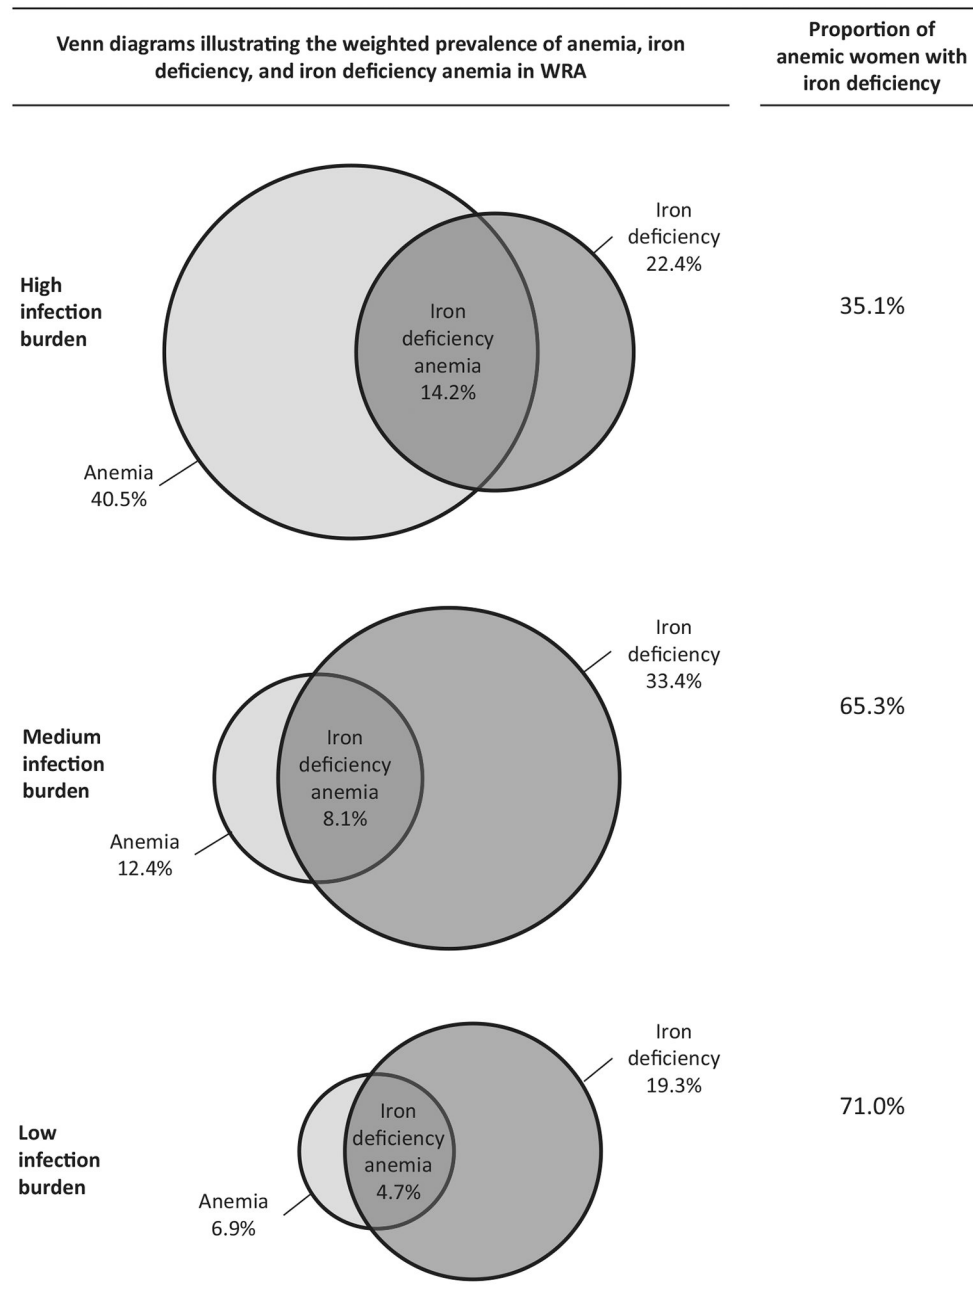 Venn diagrams illustrating the weighted prevalence of anemia, iron
deficiency, and iron deficiency anemia in WRA
Proportion of
anemic women with
iron deficiency
High
infection
burden
Iron
deficiency
22.4%
Iron
deficiency
anemia
14.2%
Anemia
40.5%
35.1%
Medium
infection
burden
Iron
deficiency
33.4%
Iron
deficiency
anemia
8.1%
Anemia
12.4%
65.3%
Low
infection
burden
Iron
deficiency
19.3%
Iron
deficiency
anemia
4.7%
Anemia
6.9%
71.0%